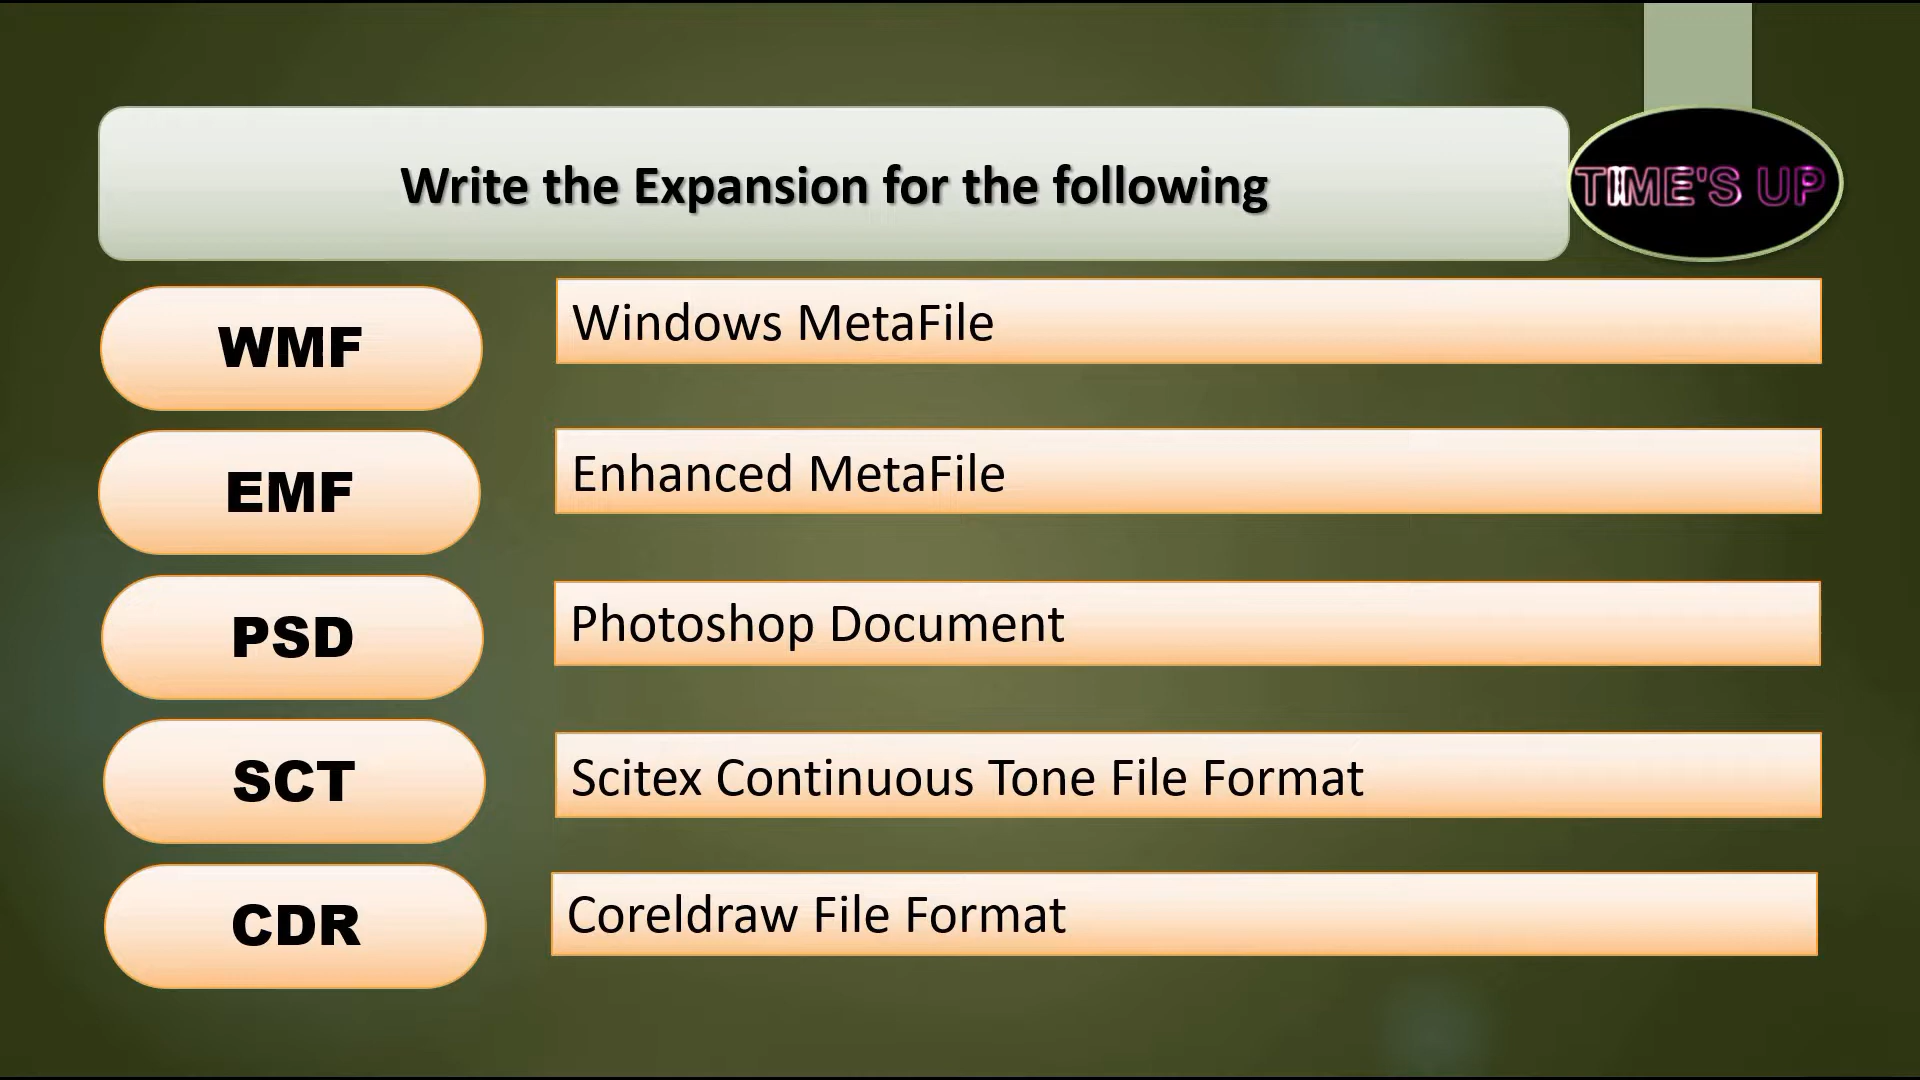 Write the Expansion for the following
TIME'S UP
WMF
Windows MetaFile
EMF
Enhanced MetaFile
PSD
Photoshop Document
SCT
Scitex Continuous Tone File Format
CDR
Coreldraw File Format